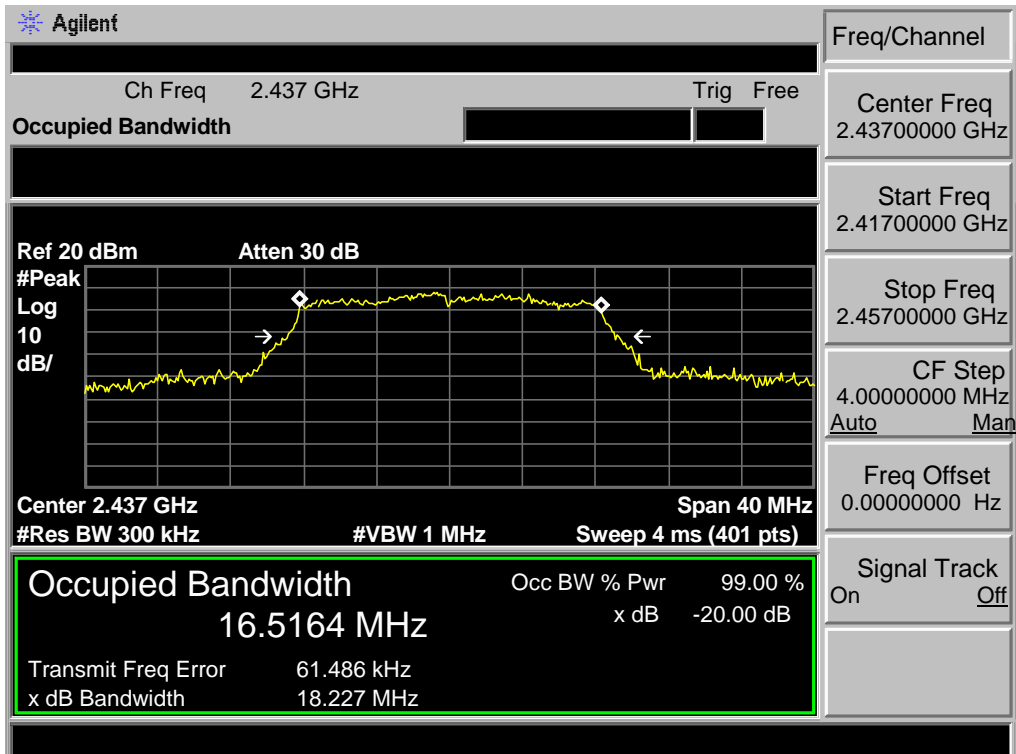 Agilent
Ch Freq 2.437 GHz Trig Free
Occupied Bandwidth
Ref 20 dBm Atten 30 dB
#Peak
Log
10
dB/
Center 2.437 GHz Span 40 MHz
#Res BW 300 kHz #VBW 1 MHz Sweep 4 ms (401 pts)
Occupied Bandwidth Occ BW % Pwr 99.00 %
16.5164 MHz x dB -20.00 dB
Transmit Freq Error 61.486 kHz
x dB Bandwidth 18.227 MHz
Freq/Channel
Center Freq
2.43700000 GHz
Start Freq
2.41700000 GHz
Stop Freq
2.45700000 GHz
CF Step
4.00000000 MHz
Auto Man
Freq Offset
0.00000000 Hz
Signal Track
On Off